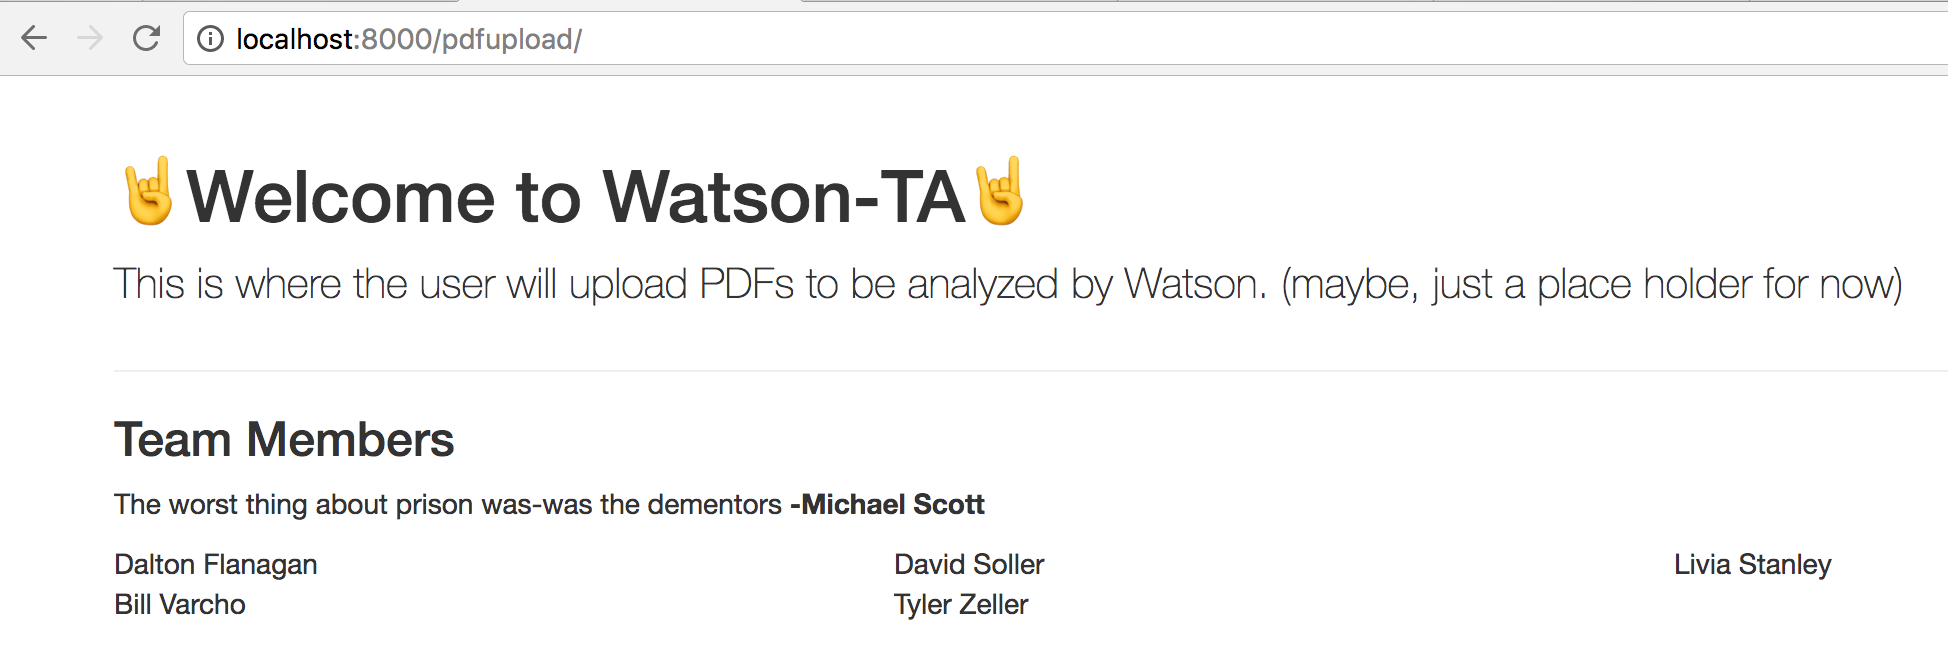 localhost:8000/pdfupload/
🤘Welcome to Watson-TA🤘
This is where the user will upload PDFs to be analyzed by Watson. (maybe, just a place holder for now)
Team Members
The worst thing about prison was-was the dementors -Michael Scott
Dalton Flanagan David Soller Livia Stanley
Bill Varcho Tyler Zeller